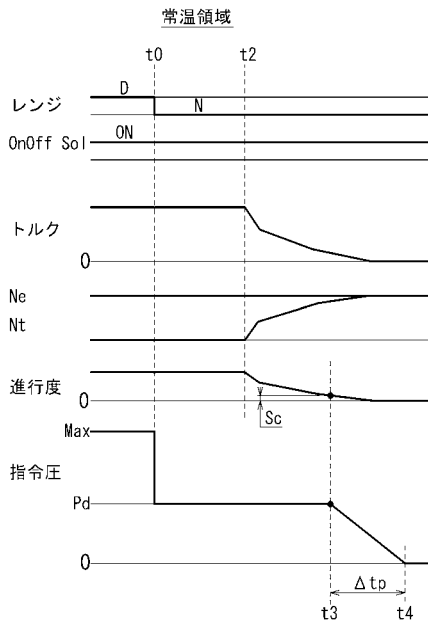 常温領域
t0 t2
D
レンジ N
ON
OnOff Sol
トルク
0
Ne
Nt
進行度
0
Sc
Max
指令圧
Pd
0
Δtp
t3 t4